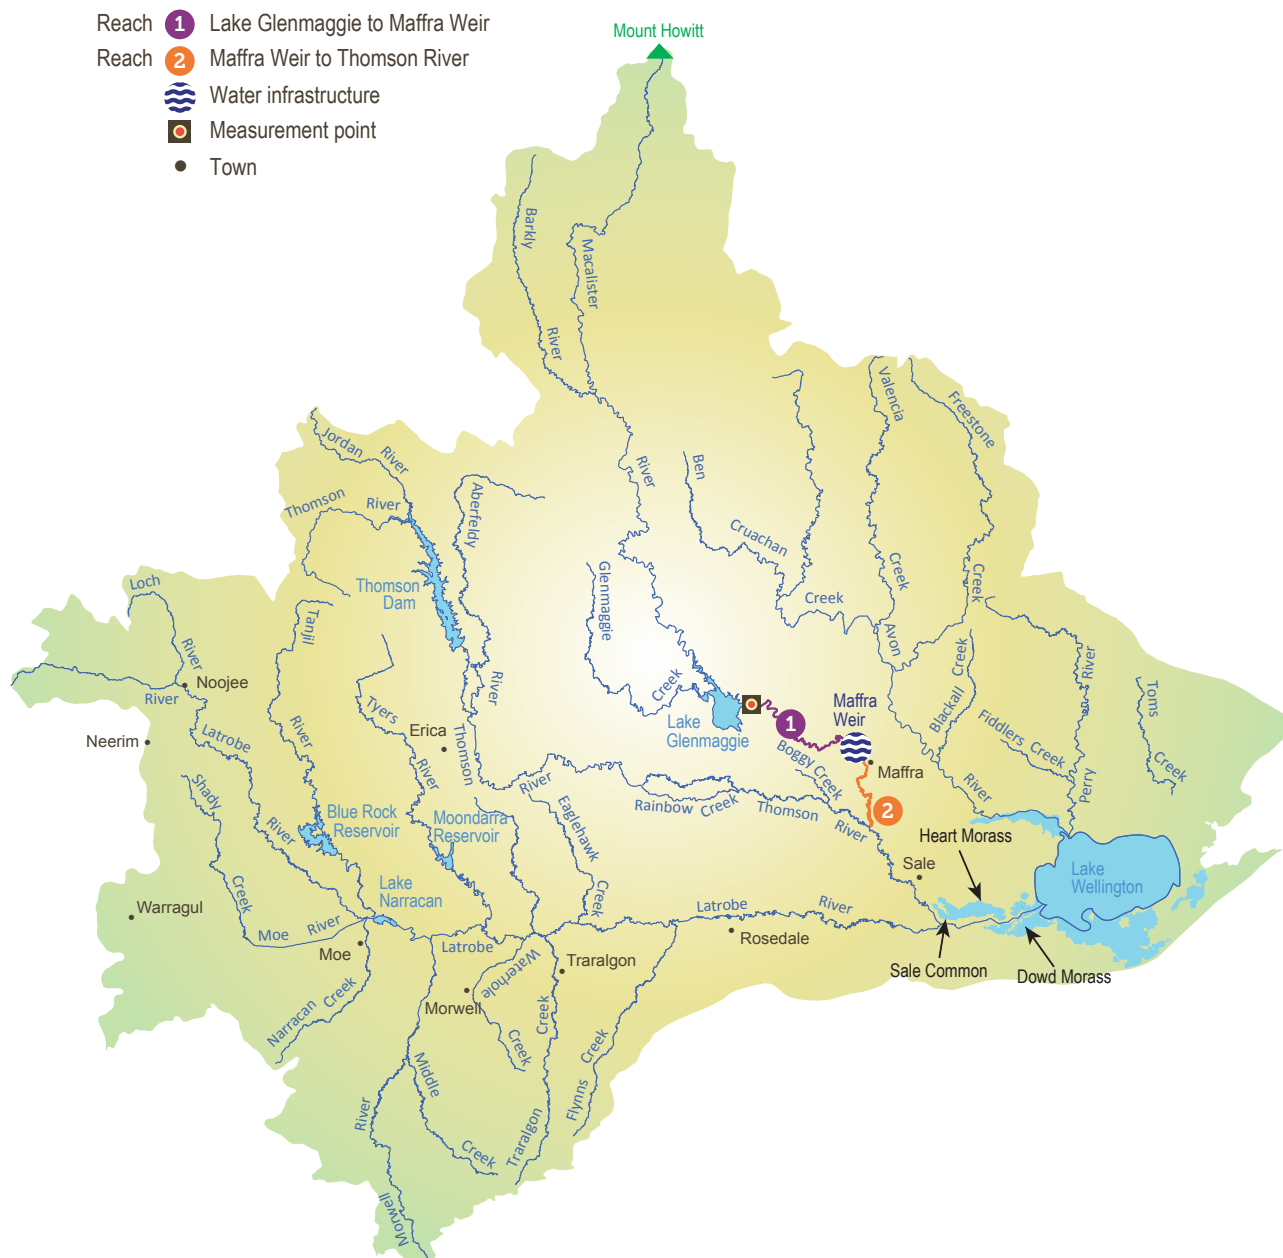 Reach 1 Lake Glenmaggie to Maffra Weir
Reach 2 Maffra Weir to Thomson River
Water infrastructure
Measurement point
Town
Mount Howitt
Barkly
River
Macalister
River
Valencia
Creek
Freestone
Creek
Ben
Cruachan
Creek
Jordan
River
Thomson
River
Aberfeldy
River
Thomson
Dam
Glenmaggie
Creek
Loch
River
Tanjil
River
Noojee
River
Latrobe
River
Neerim
Tyers
River
Erica
Thomson
River
Lake
Glenmaggie
1
Maffra
Weir
Maffra
2
Boggy Creek
Avon
River
Blackall Creek
Fiddlers Creek
River
Perry
Toms
Creek
Rainbow Creek
Thomson
River
Eaglehawk
Creek
Shady
Creek
Blue Rock
Reservoir
Moondarra
Reservoir
Lake
Narracan
Heart Morass
Sale
Lake
Wellington
Warragul
Moe River
Moe
Latrobe
Latrobe River
Rosedale
Sale Common
Dowd Morass
Narracan Creek
Morwell
Waterhole
Creek
Traralgon
Traralgon
Creek
Flynns
Creek
Middle
Creek
River
Morwell